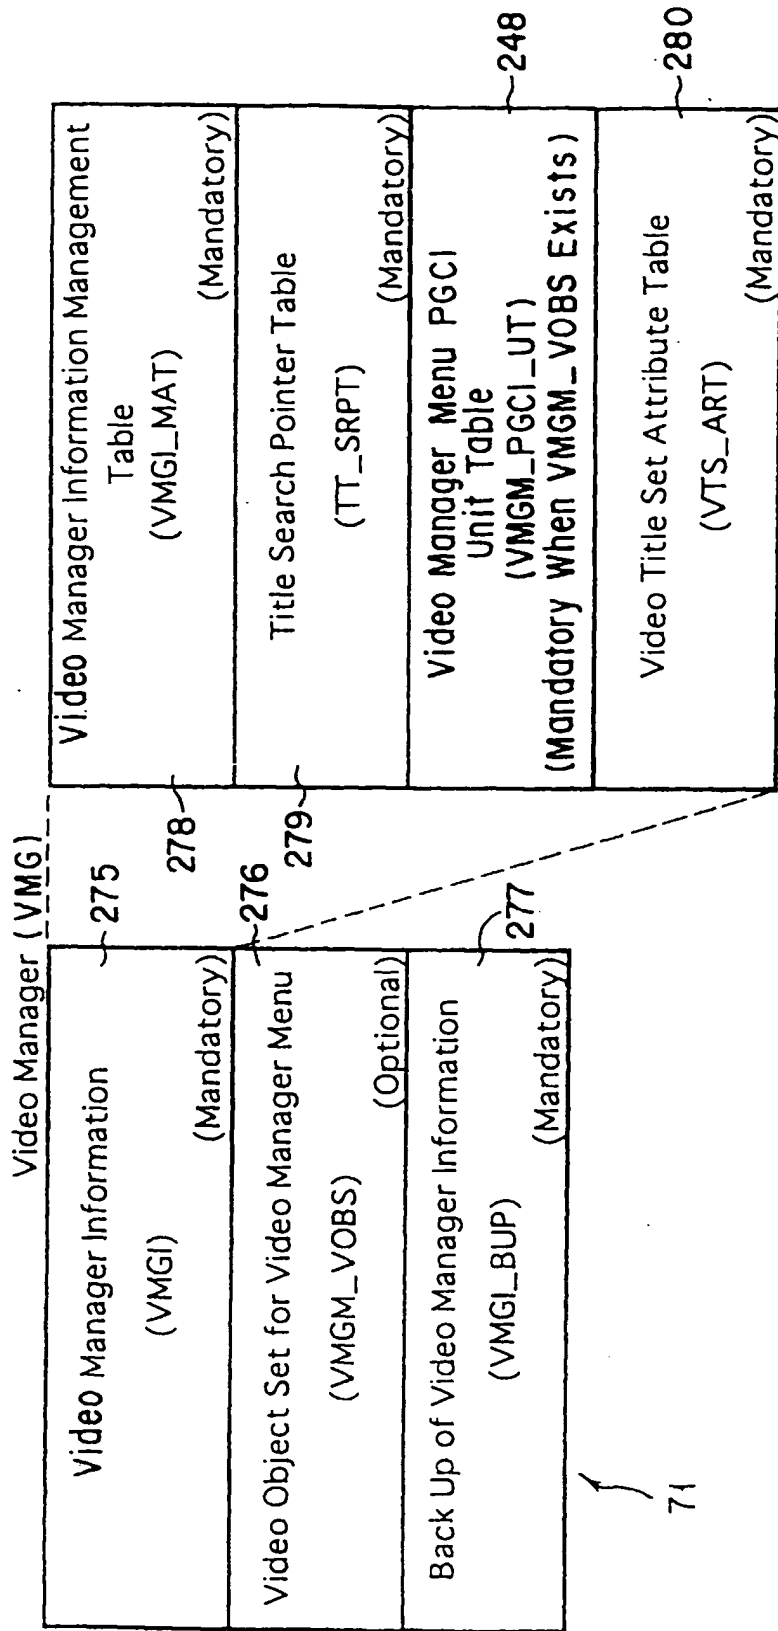 Video Manager (VMG)
Video Manager Information
(VMGI)
(Mandatory)
275
Video Object Set for Video Manager Menu
(VMGM_VOBS)
(Optional)
276
Back Up of Video Manager Information
(VMGI_BUP)
(Mandatory)
277
71
Video Manager Information Management
Table
(VMGI_MAT)
(Mandatory)
278
Title Search Pointer Table
(TT_SRPT)
(Mandatory)
279
Video Manager Menu PGCI
Unit Table
(VMGM_PGCI_UT)
(Mandatory When VMGM_VOBS Exists)
248
Video Title Set Attribute Table
(VTS_ART)
(Mandatory)
280